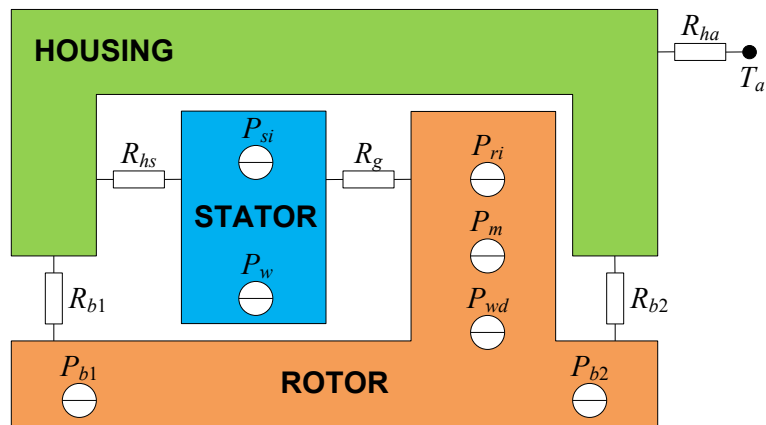 R_ha
HOUSING
T_a
P_si
R_hs
R_g
P_ri
STATOR
P_m
P_w
R_b1
P_wd
R_b2
P_b1
ROTOR
P_b2